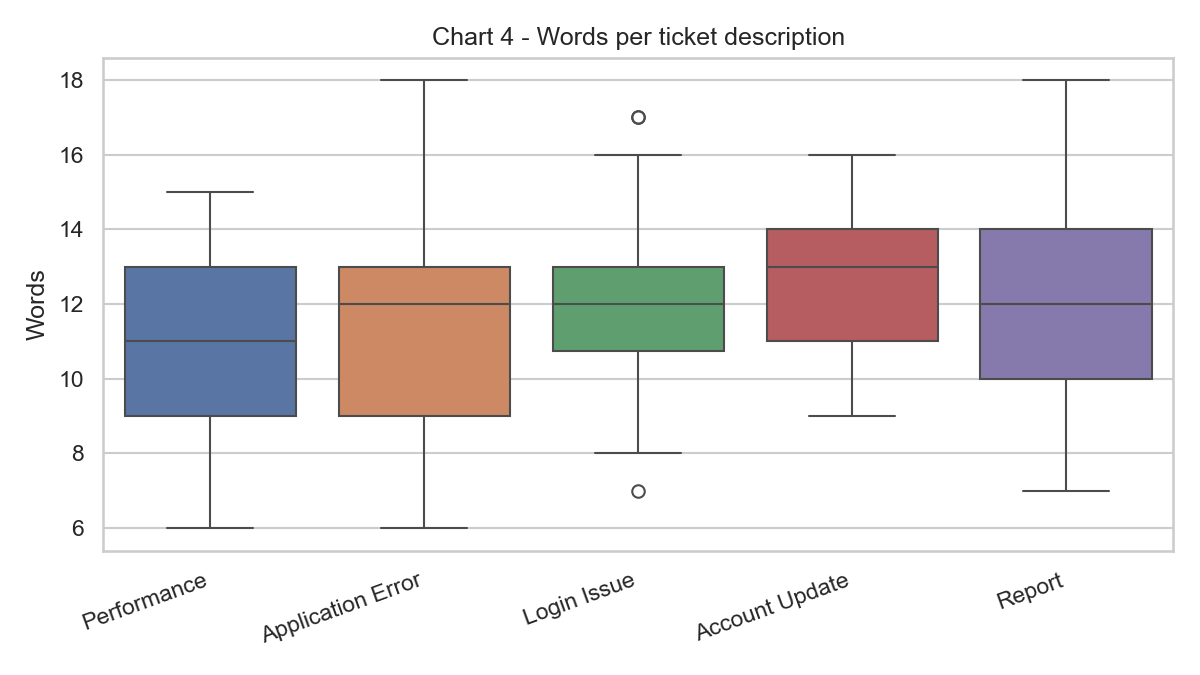 Chart 4 - Words per ticket description
Words
18
16
14
12
10
8
6
Performance
Application Error
Login Issue
Account Update
Report